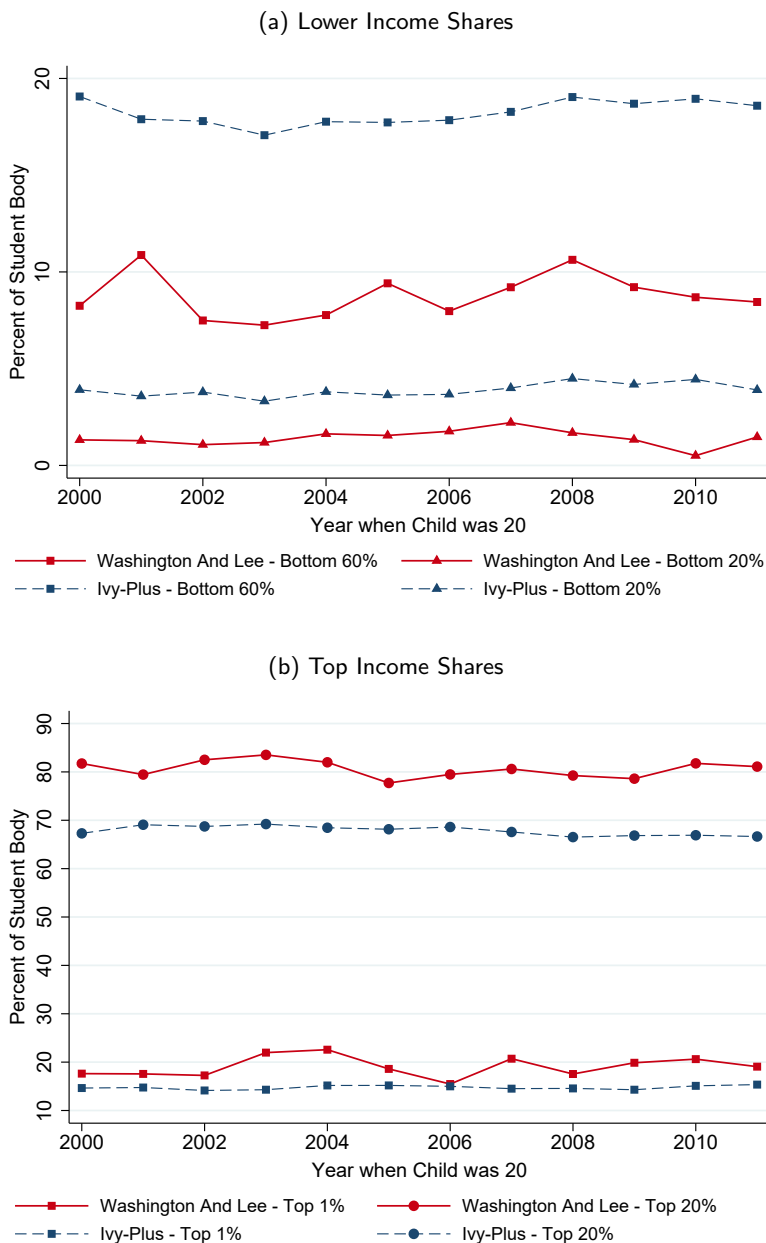 (a) Lower Income Shares
20
10
0
Percent of Student Body
2000 2002 2004 2006 2008 2010
Year when Child was 20
Washington And Lee - Bottom 60% Washington And Lee - Bottom 20%
Ivy-Plus - Bottom 60% Ivy-Plus - Bottom 20%
(b) Top Income Shares
90
80
70
60
50
40
30
20
10
Percent of Student Body
2000 2002 2004 2006 2008 2010
Year when Child was 20
Washington And Lee - Top 1% Washington And Lee - Top 20%
Ivy-Plus - Top 1% Ivy-Plus - Top 20%